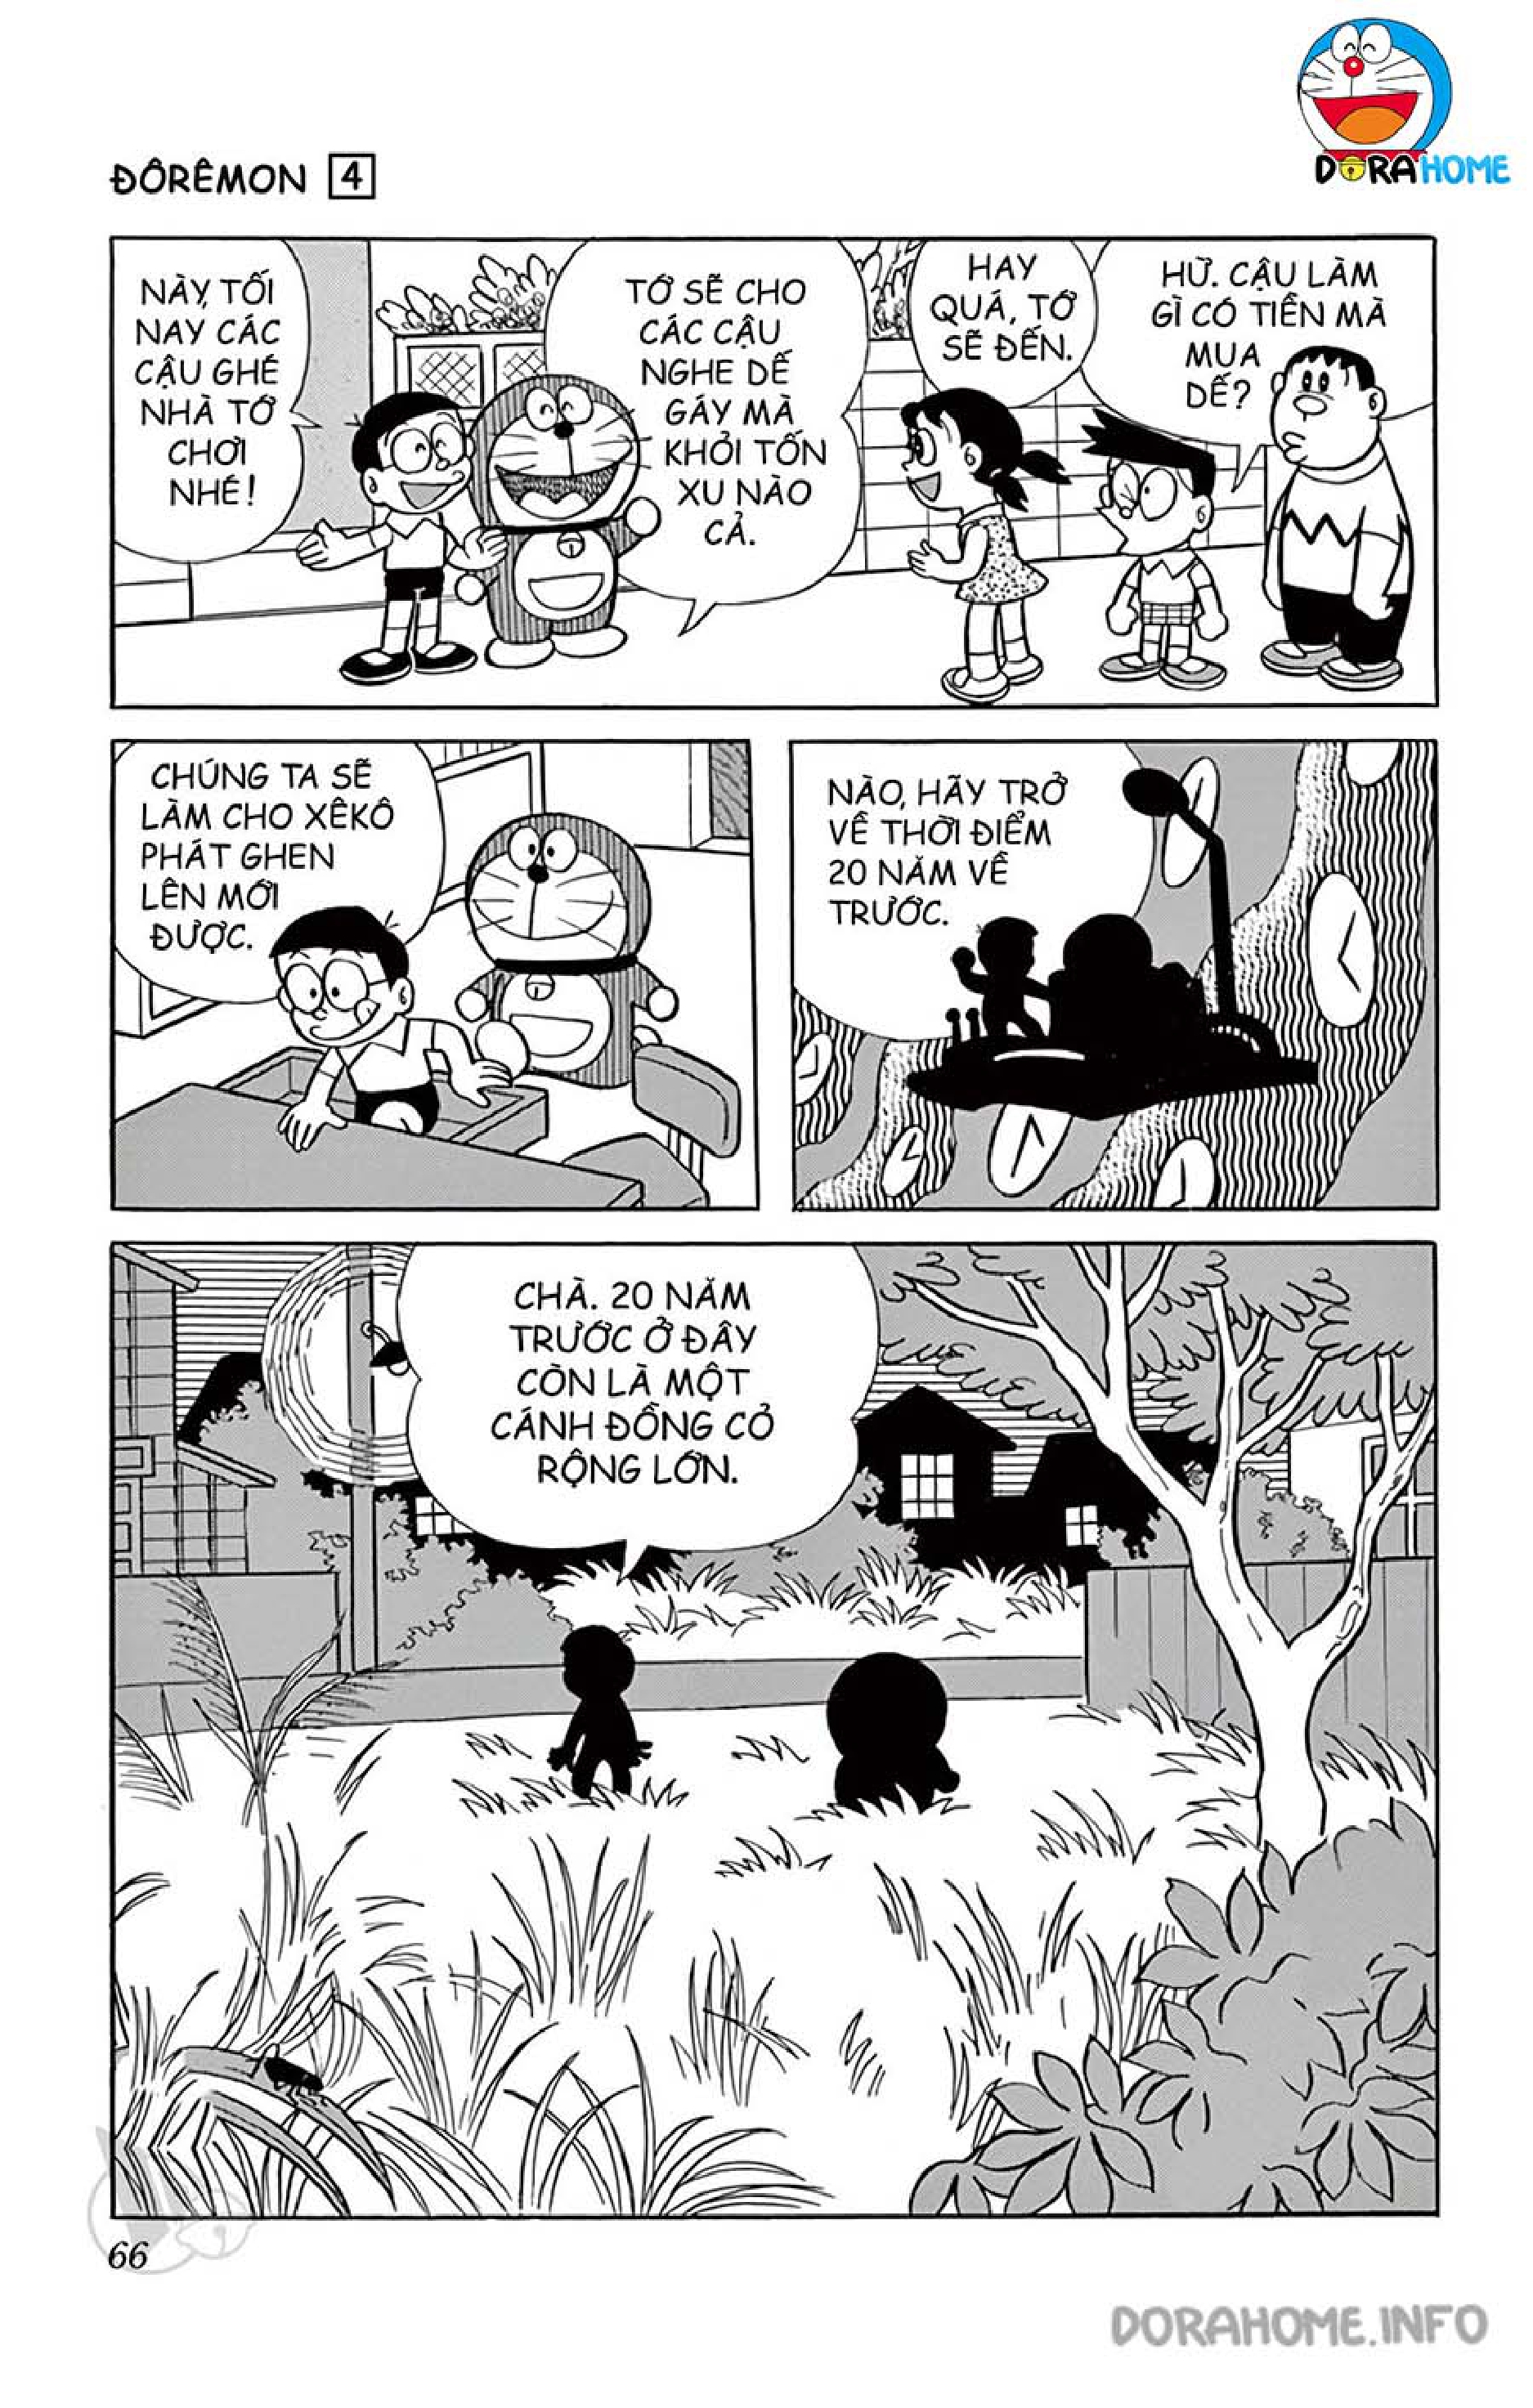 DORAHOME
ĐÔRÊMON 4
NÀY, TỐI
NAY CÁC
CẬU GHÉ
NHÀ TỚ
CHƠI
NHÉ!
TỚ SẼ CHO
CÁC CẬU
NGHE DẾ
GÁY MÀ
KHỎI TỐN
XU NÀO
CẢ.
HAY
QUÁ, TỚ
SẼ ĐẾN.
HỪ. CẬU LÀM
GÌ CÓ TIỀN MÀ
MUA
DẾ?
CHÚNG TA SẼ
LÀM CHO XÊKÔ
PHÁT GHEN
LÊN MỚI
ĐƯỢC.
NÀO, HÃY TRỞ
VỀ THỜI ĐIỂM
20 NĂM VỀ
TRƯỚC.
CHÀ. 20 NĂM
TRƯỚC Ở ĐÂY
CÒN LÀ MỘT
CÁNH ĐỒNG CỎ
RỘNG LỚN.
66
DORAHOME.INFO